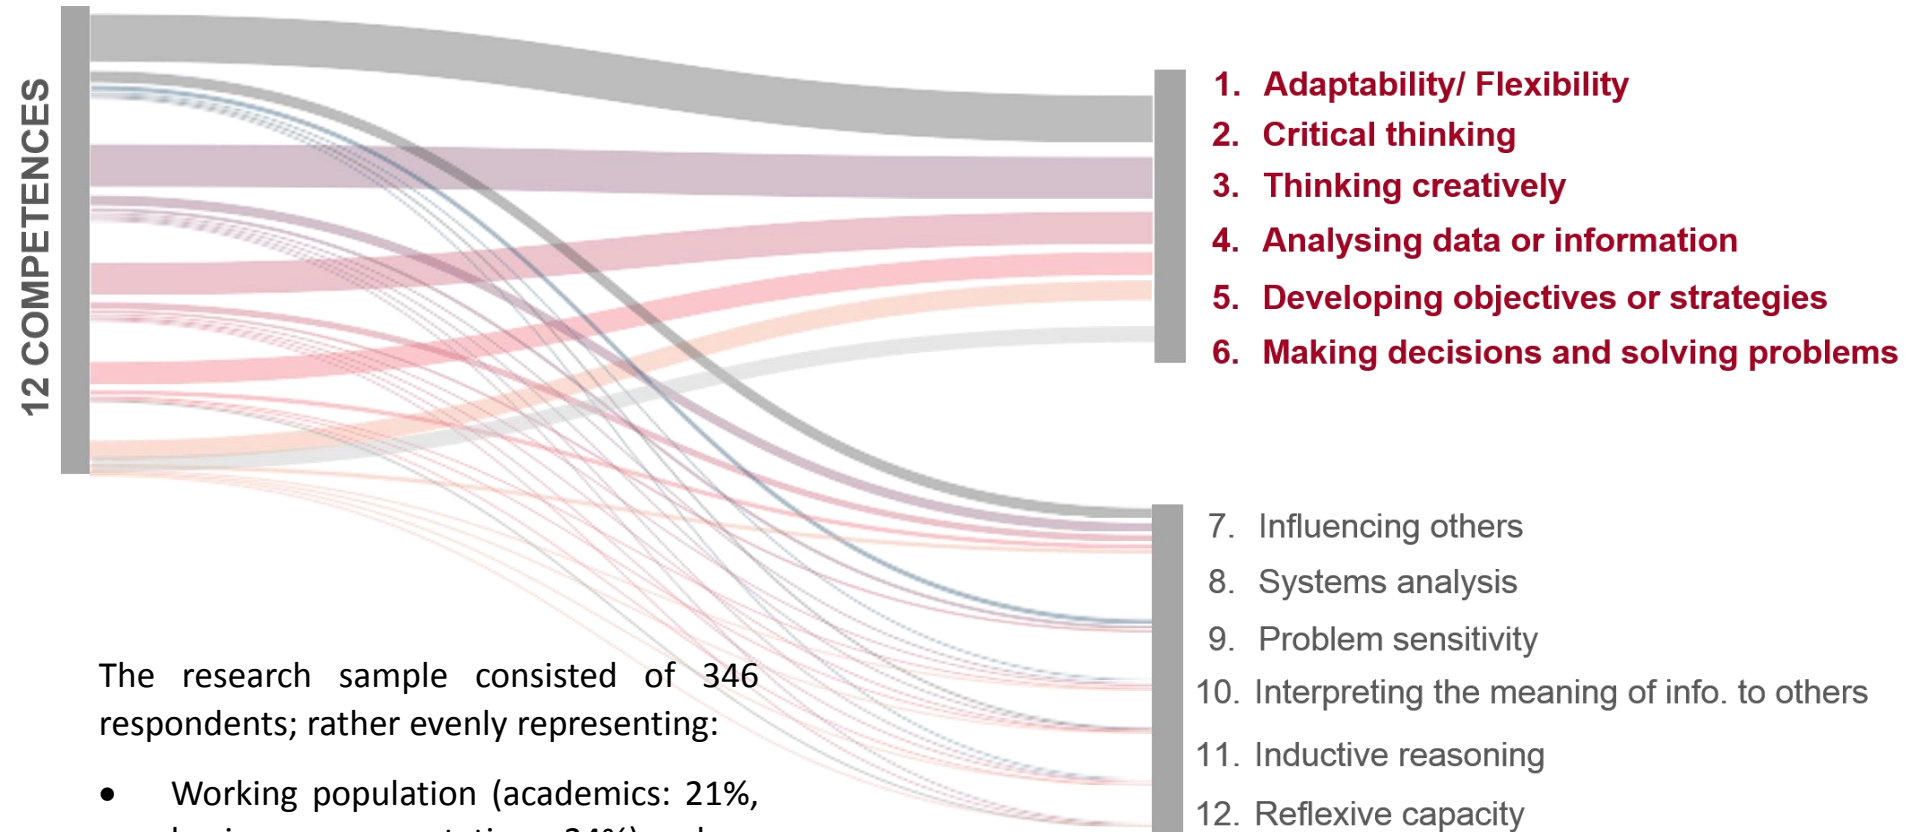 12 COMPETENCES
1. Adaptability/ Flexibility
2. Critical thinking
3. Thinking creatively
4. Analysing data or information
5. Developing objectives or strategies
6. Making decisions and solving problems
7. Influencing others
8. Systems analysis
9. Problem sensitivity
10. Interpreting the meaning of info. to others
11. Inductive reasoning
12. Reflexive capacity
The research sample consisted of 346
respondents; rather evenly representing:
• Working population (academics: 21%,